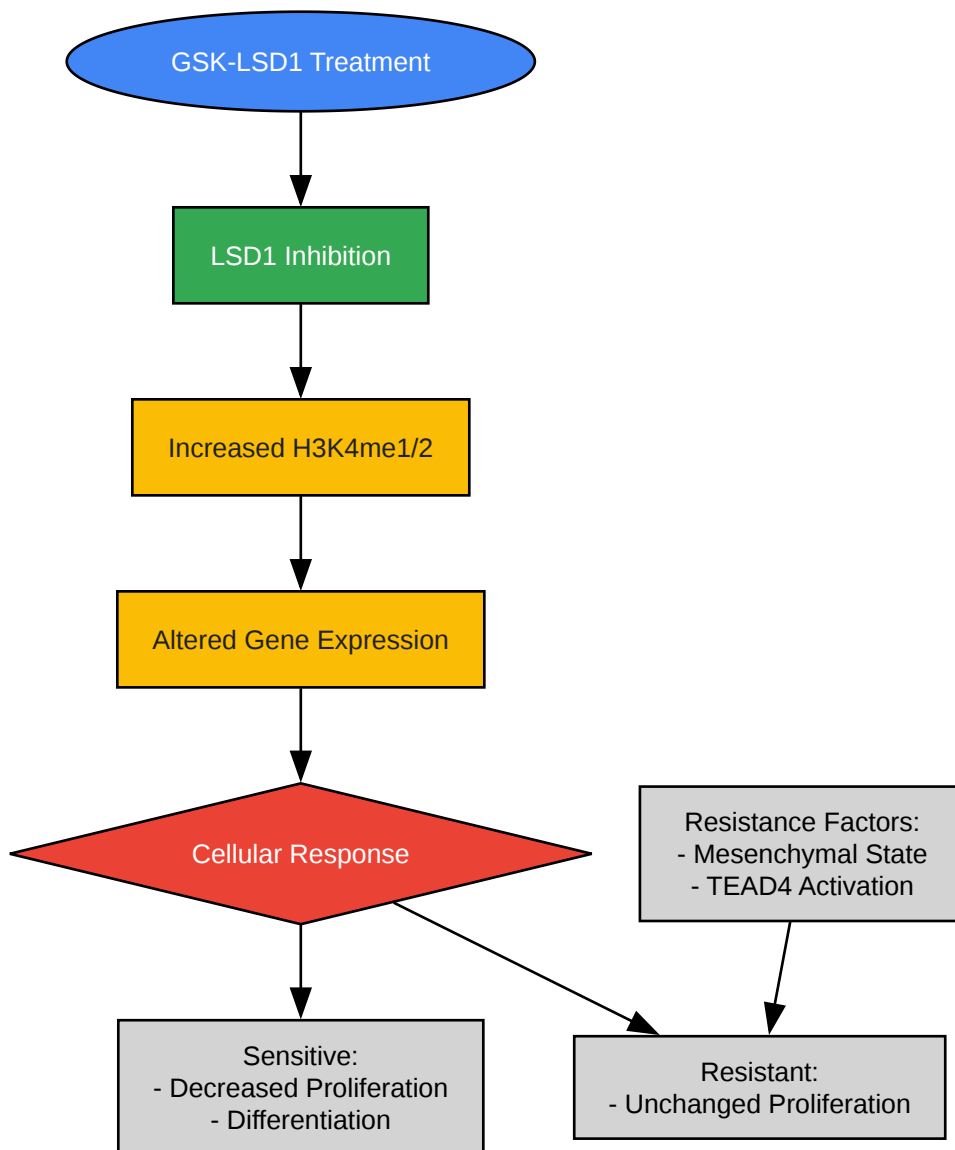 GSK-LSD1 Treatment
LSD1 Inhibition
Increased H3K4me1/2
Altered Gene Expression
Cellular Response
Resistance Factors:
- Mesenchymal State
- TEAD4 Activation
Sensitive:
- Decreased Proliferation
- Differentiation
Resistant:
- Unchanged Proliferation